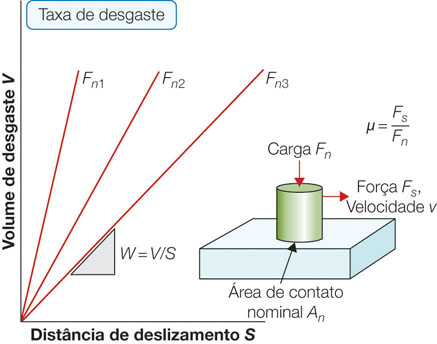 Taxa de desgaste
Volume de desgaste V
Fn1
Fn2
Fn3
μ = Fs/Fn
Carga Fn
Força Fs,
Velocidade v
W = V/S
Área de contato
nominal An
Distância de deslizamento S